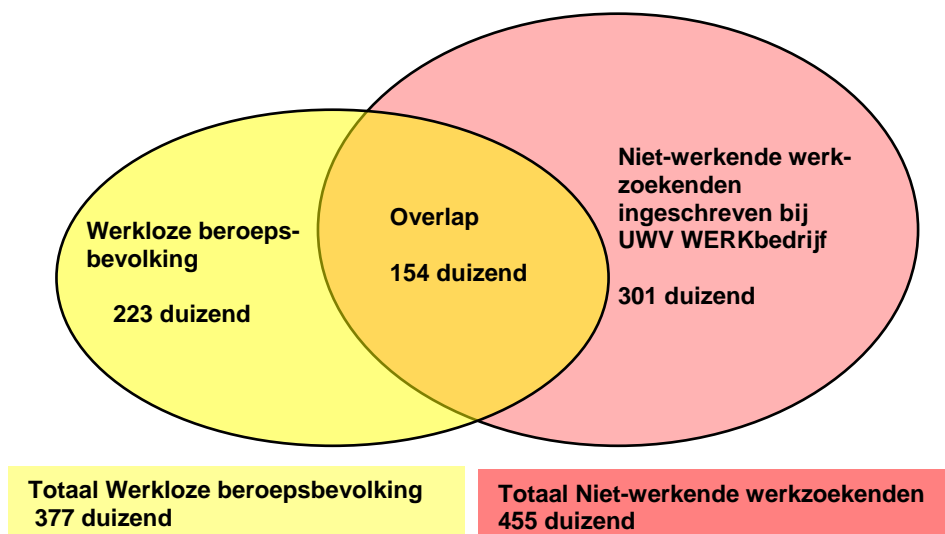 Werkloze beroeps-
bevolking
223 duizend
Overlap
154 duizend
Niet-werkende werk-
zoekenden
ingeschreven bij
UWV WERKbedrijf
301 duizend
Totaal Werkloze beroepsbevolking
377 duizend
Totaal Niet-werkende werkzoekenden
455 duizend